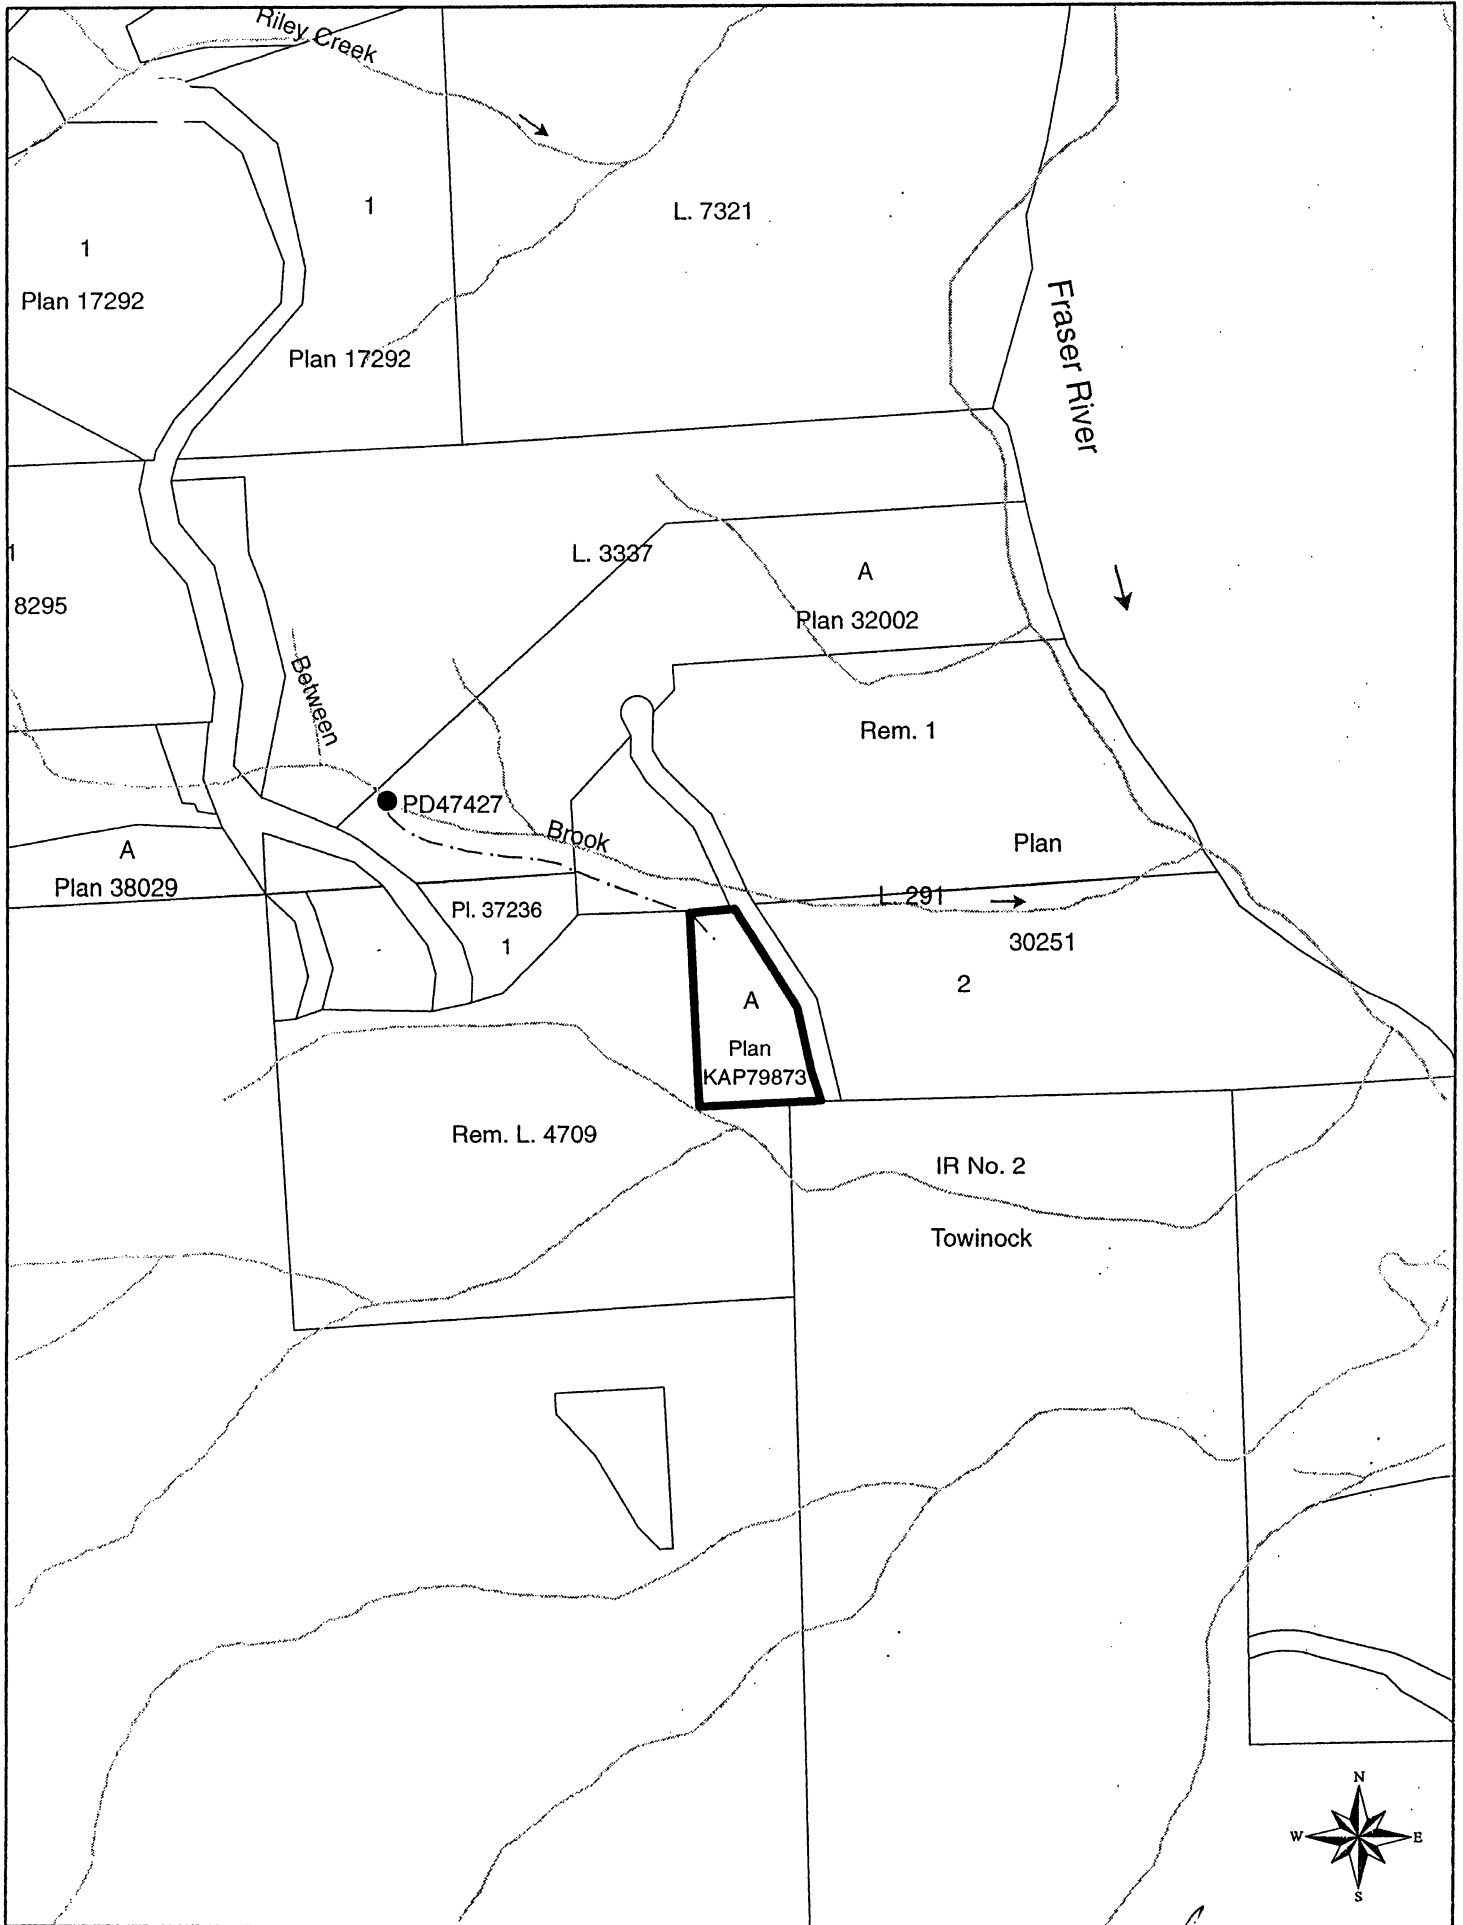 Riley Creek
1
L. 7321
1
Plan 17292
Plan 17292
Fraser River
1
L. 3337
8295
A
Plan 32002
Between
Rem. 1
PD47427
Brook
Plan
A
Plan 38029
L. 291
Pl. 37236
1
30251
2
A
Plan
KAP79873
Rem. L. 4709
IR No. 2
Towinock
N
W
E
S